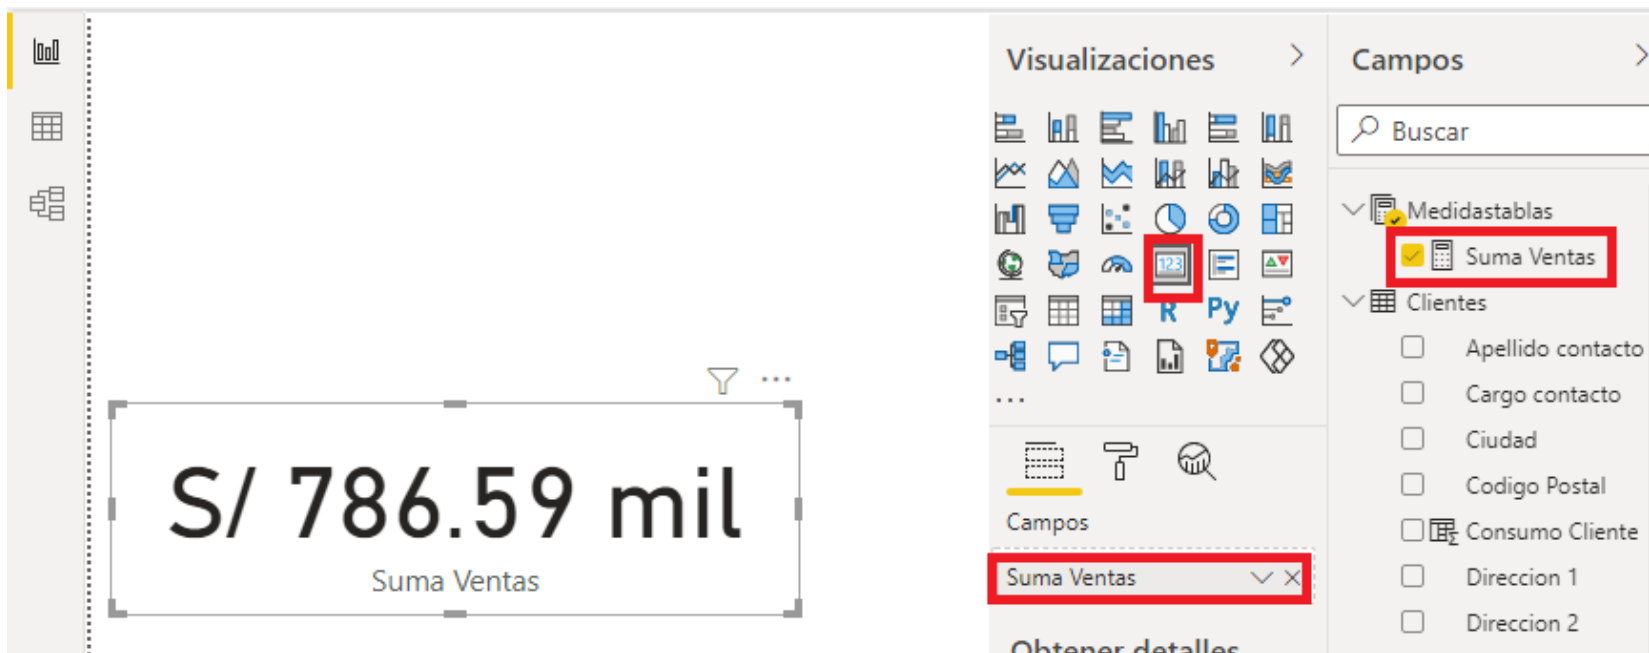 Visualizaciones
Campos
Buscar
123
R
Py
Medidastablas
Suma Ventas
Clientes
Apellido contacto
Cargo contacto
Ciudad
Codigo Postal
Consumo Cliente
Direccion 1
Direccion 2
...
Campos
Suma Ventas
Obtener detalles
S/ 786.59 mil
Suma Ventas